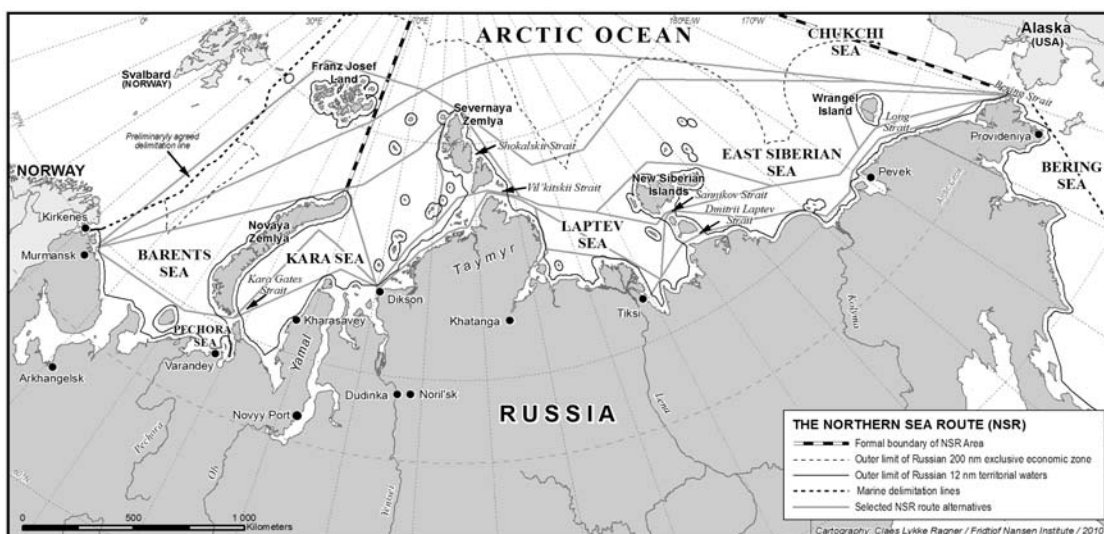 0°
30°E
70°E
180°W/E
170°W
ARCTIC OCEAN
CHUKCHI
SEA
Alaska
(USA)
Svalbard
(NORWAY)
Franz Josef
Land
Severnaya
Zemlya
Wrangel
Island
Bering Strait
Long
Strait
Provideniya
Preliminarly agreed
delimitation line
Shokalskii Strait
NORWAY
Kirkenes
EAST SIBERIAN
SEA
BERING
SEA
New Siberian
Islands
Sannikov Strait
Pevek
Vil'kitskii Strait
Dmitrii Laptev
Strait
Novaya
Zemlya
Murmansk
BARENTS
SEA
KARA SEA
LAPTEV
SEA
Taymyr
Kara Gates
Strait
Dikson
Tiksi
Kharasavey
Khatanga
Kolyma
PECHORA
SEA
Varandey
Yamal
Arkhangelsk
Dudinka
Noril'sk
Novyy Port
RUSSIA
Lena
Pechora
Ob
Yenisei
THE NORTHERN SEA ROUTE (NSR)
Formal boundary of NSR Area
Outer limit of Russian 200 nm exclusive economic zone
Outer limit of Russian 12 nm territorial waters
Marine delimitation lines
Selected NSR route alternatives
0 500 1 000
Kilometers
Cartography: Claes Lykke Ragner / Fridtjof Nansen Institute / 2010